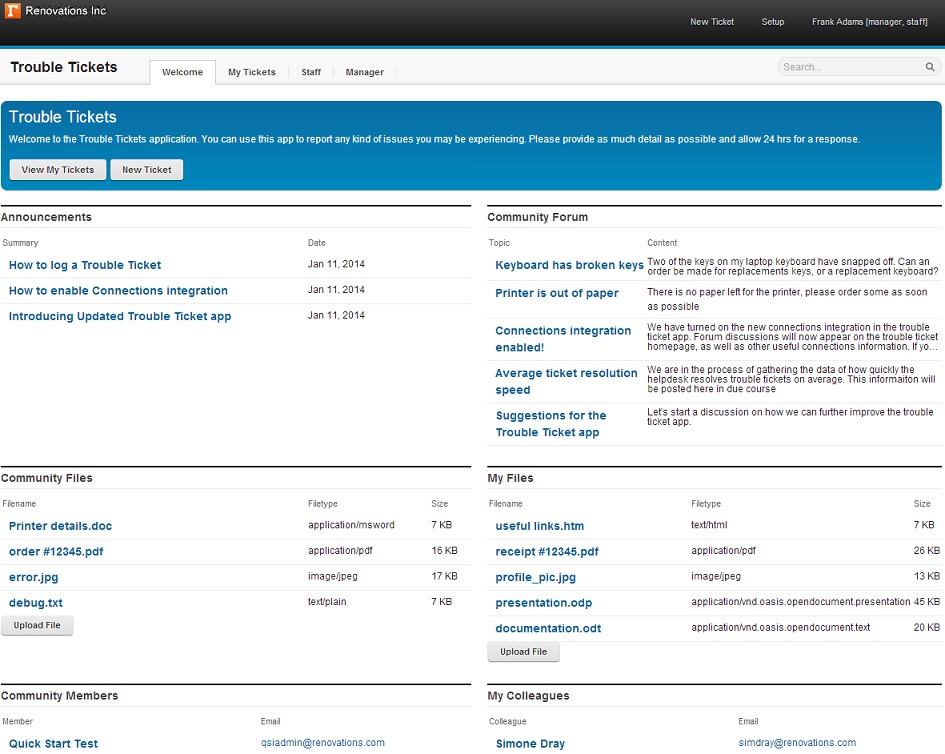 Renovations Inc
New Ticket Setup Frank Adams [manager, staff]
Trouble Tickets
Welcome My Tickets Staff Manager
Search...
Trouble Tickets
Welcome to the Trouble Tickets application. You can use this app to report any kind of issues you may be experiencing. Please provide as much detail as possible and allow 24 hrs for a response.
View My Tickets New Ticket
Announcements
Summary Date
How to log a Trouble Ticket Jan 11, 2014
How to enable Connections integration Jan 11, 2014
Introducing Updated Trouble Ticket app Jan 11, 2014
Community Forum
Topic Content
Keyboard has broken keys
Two of the keys on my laptop keyboard have snapped off. Can an
order be made for replacements keys, or a replacement keyboard?
Printer is out of paper
There is no paper left for the printer, please order some as soon
as possible
Connections integration
enabled!
We have turned on the new connections integration in the trouble
ticket app. Forum discussions will now appear on the trouble ticket
homepage, as well as other useful connections information. If yo...
Average ticket resolution
speed
We are in the process of gathering the data of how quickly the
helpdesk resolves trouble tickets on average. This informaiton will
be posted here in due course
Suggestions for the
Trouble Ticket app
Let's start a discussion on how we can further improve the trouble
ticket app.
Community Files
Filename Filetype Size
Printer details.doc application/msword 7 KB
order #12345.pdf application/pdf 16 KB
error.jpg image/jpeg 17 KB
debug.txt text/plain 7 KB
Upload File
My Files
Filename Filetype Size
useful links.htm text/html 7 KB
receipt #12345.pdf application/pdf 26 KB
profile_pic.jpg image/jpeg 13 KB
presentation.odp application/vnd.oasis.opendocument.presentation 45 KB
documentation.odt application/vnd.oasis.opendocument.text 20 KB
Upload File
Community Members
Member Email
Quick Start Test qsiadmin@renovations.com
My Colleagues
Colleague Email
Simone Dray simdray@renovations.com